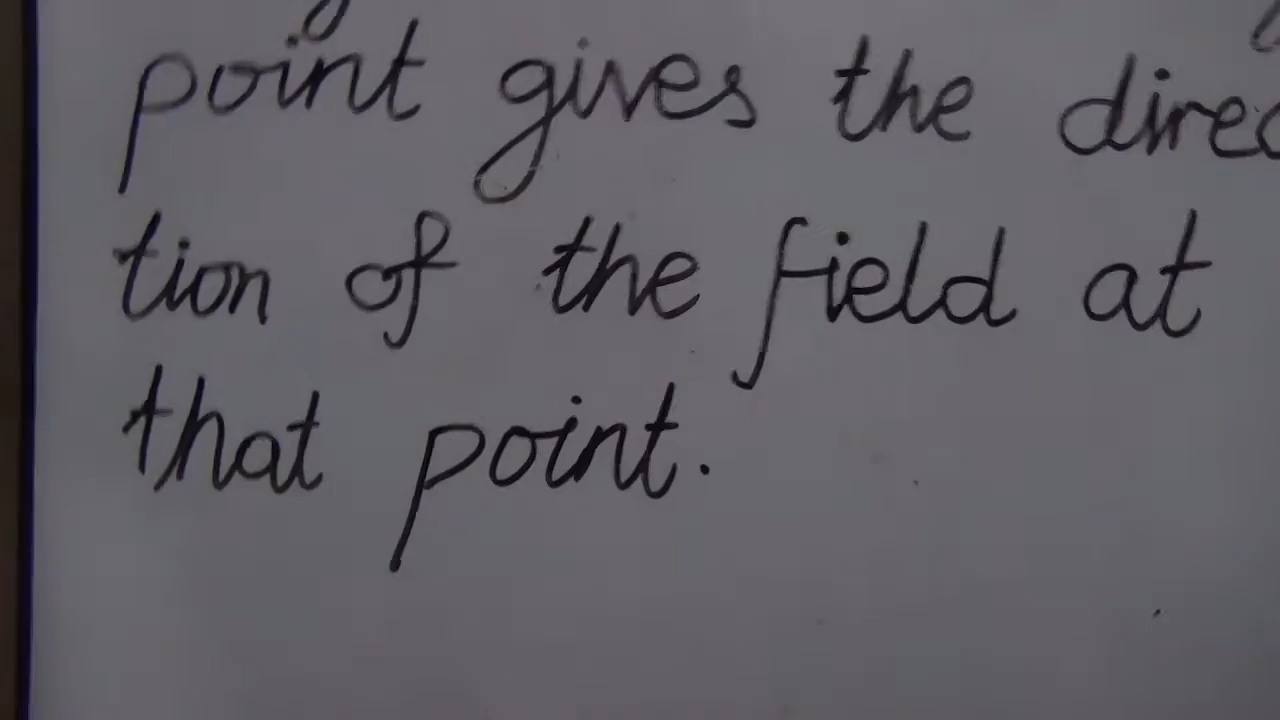 point gives the direc
tion of the field at
that point.